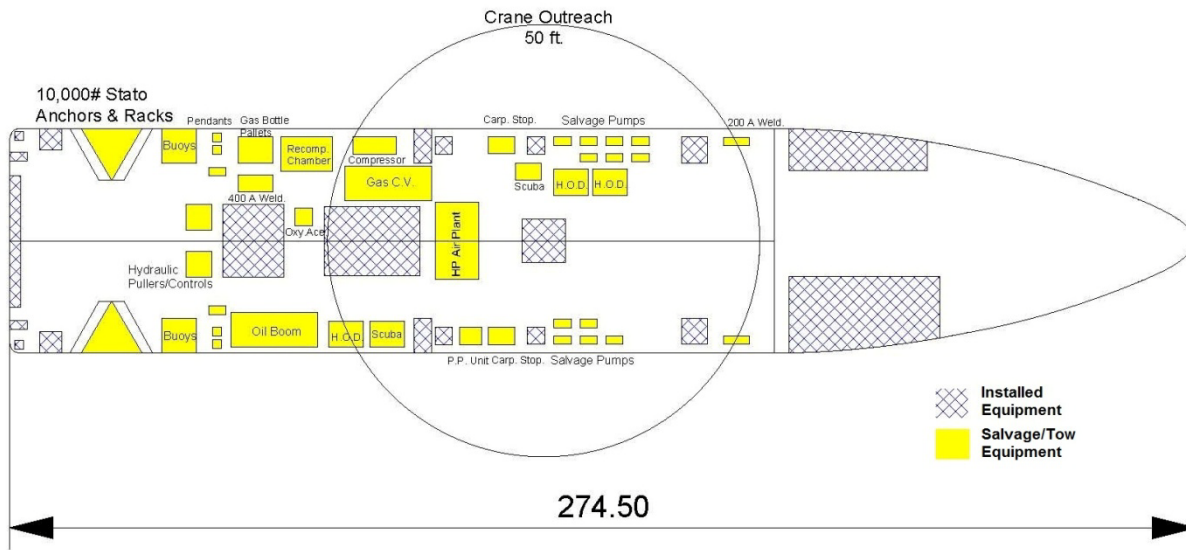 Crane Outreach
50 ft.
10,000# Stato
Anchors & Racks
Pendants
Gas Bottle
Pallets
Carp. Stop.
Salvage Pumps
200 A Weld.
Buoys
Recomp.
Chamber
Compressor
Gas C.V.
Scuba
H.O.D.
H.O.D.
400 A Weld.
Oxy.Ace
HP Air Plant
Hydraulic
Pullers/Controls
Buoys
Oil Boom
H.O.D.
Scuba
P.P. Unit
Carp. Stop.
Salvage Pumps
Installed
Equipment
Salvage/Tow
Equipment
274.50